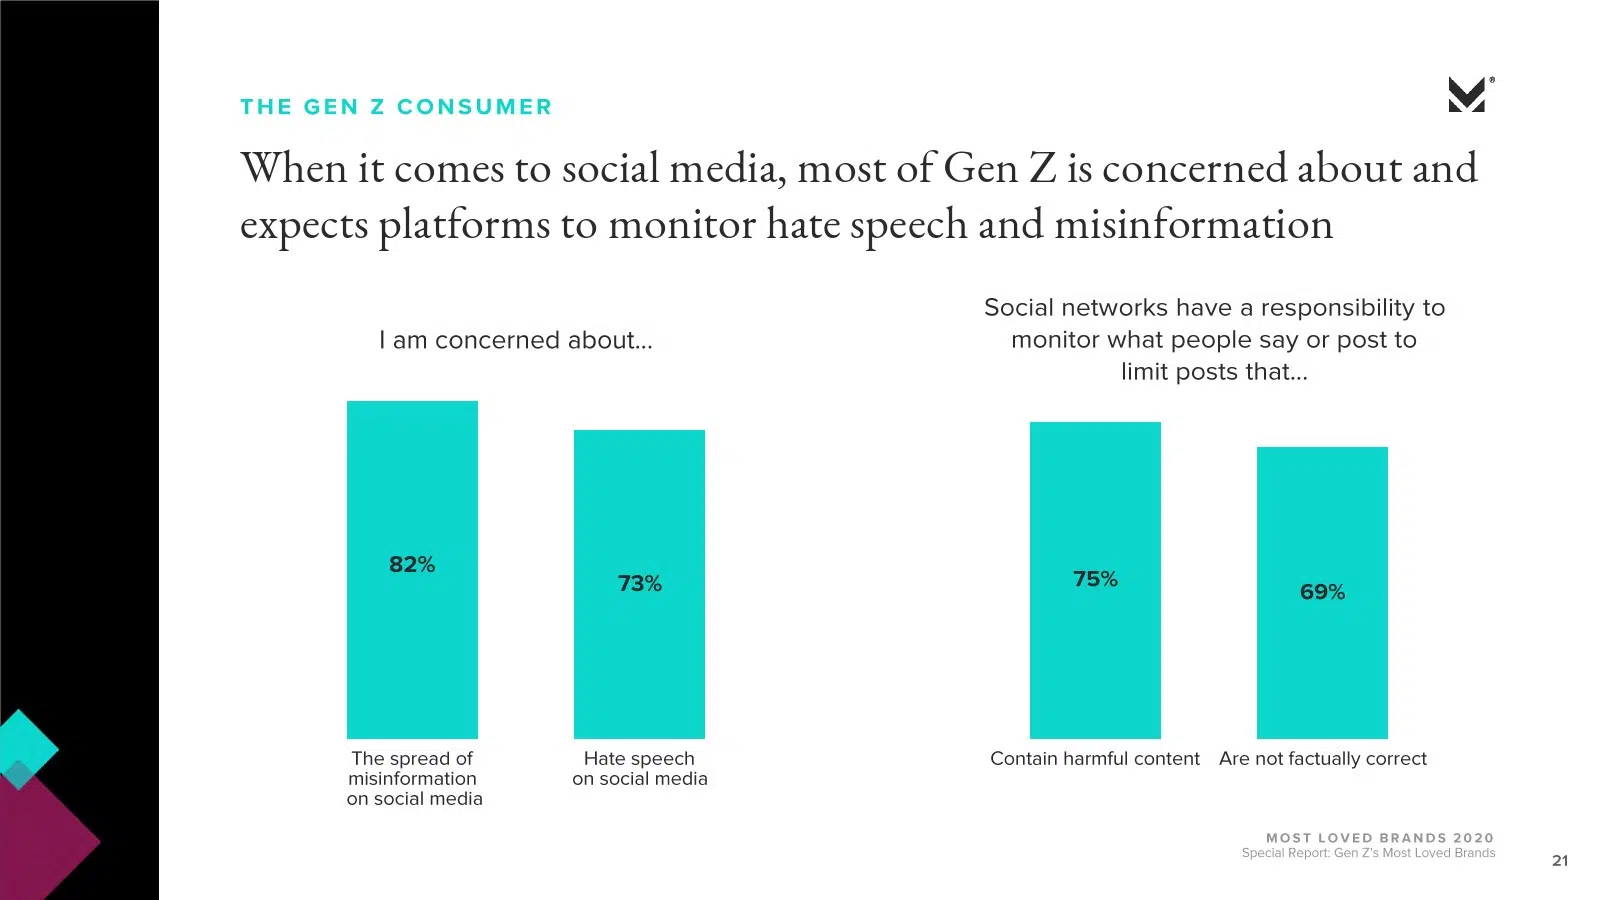 THE GEN Z CONSUMER
®
When it comes to social media, most of Gen Z is concerned about and
expects platforms to monitor hate speech and misinformation
I am concerned about...
82%
73%
The spread of
misinformation
on social media
Hate speech
on social media
Social networks have a responsibility to
monitor what people say or post to
limit posts that...
75%
69%
Contain harmful content
Are not factually correct
MOST LOVED BRANDS 2020
Special Report: Gen Z's Most Loved Brands
21